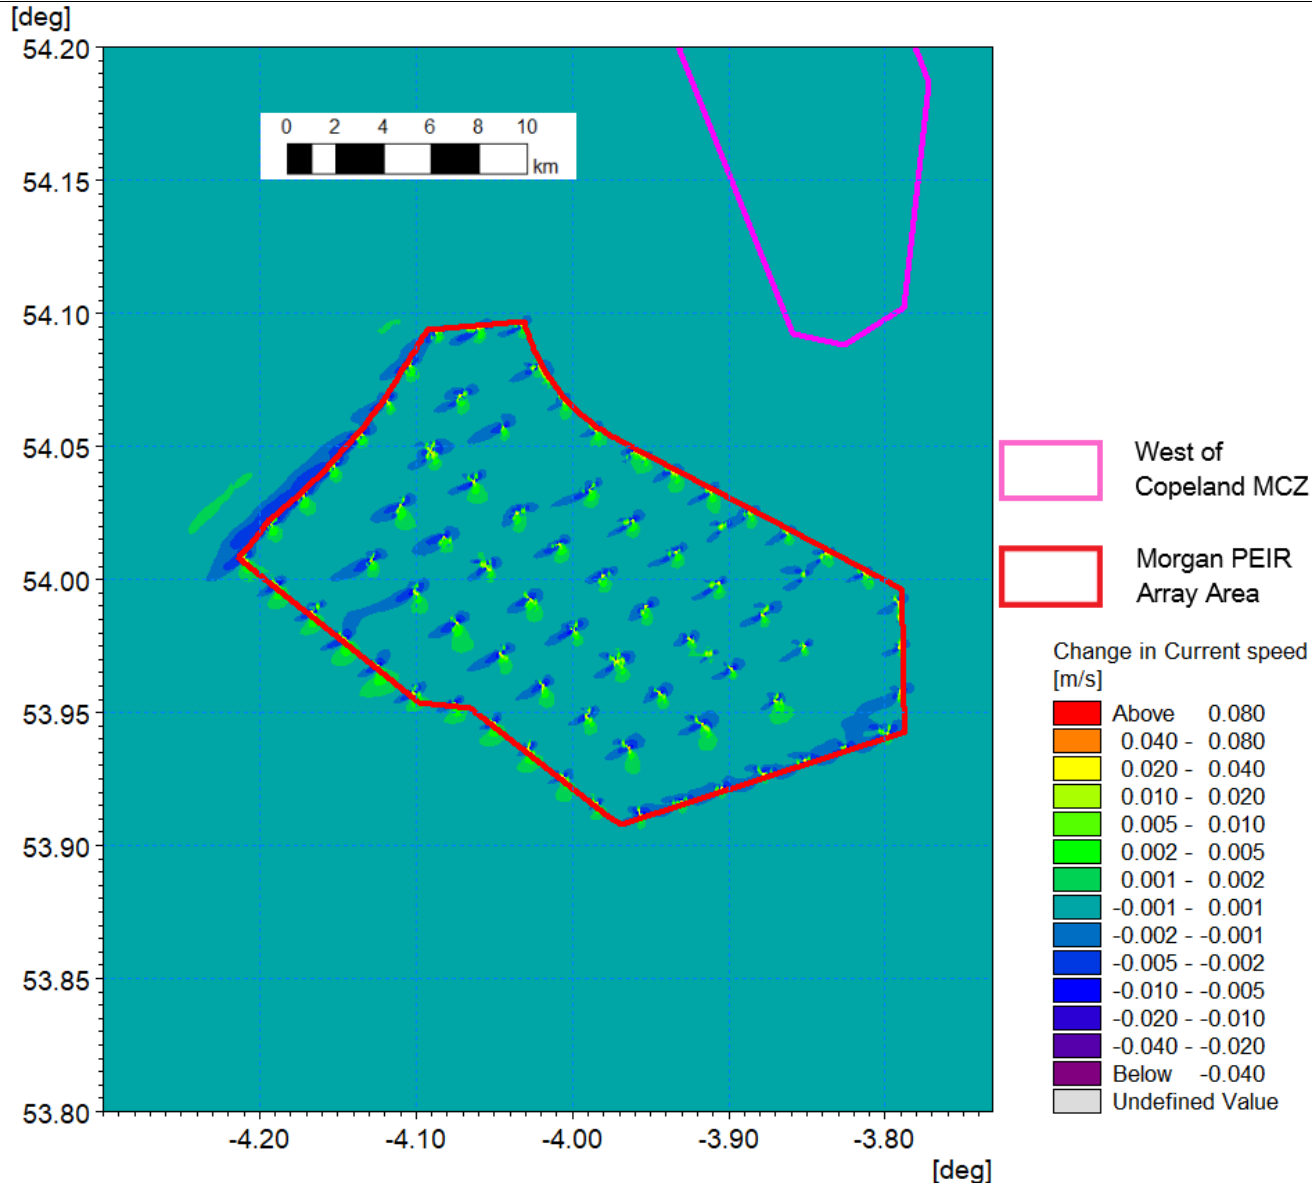 [deg]
54.20
54.15
54.10
54.05
54.00
53.95
53.90
53.85
53.80
0 2 4 6 8 10
km
-4.20 -4.10 -4.00 -3.90 -3.80
[deg]
West of
Copeland MCZ
Morgan PEIR
Array Area
Change in Current speed
[m/s]
Above 0.080
0.040 - 0.080
0.020 - 0.040
0.010 - 0.020
0.005 - 0.010
0.002 - 0.005
0.001 - 0.002
-0.001 - 0.001
-0.002 - -0.001
-0.005 - -0.002
-0.010 - -0.005
-0.020 - -0.010
-0.040 - -0.020
Below -0.040
Undefined Value